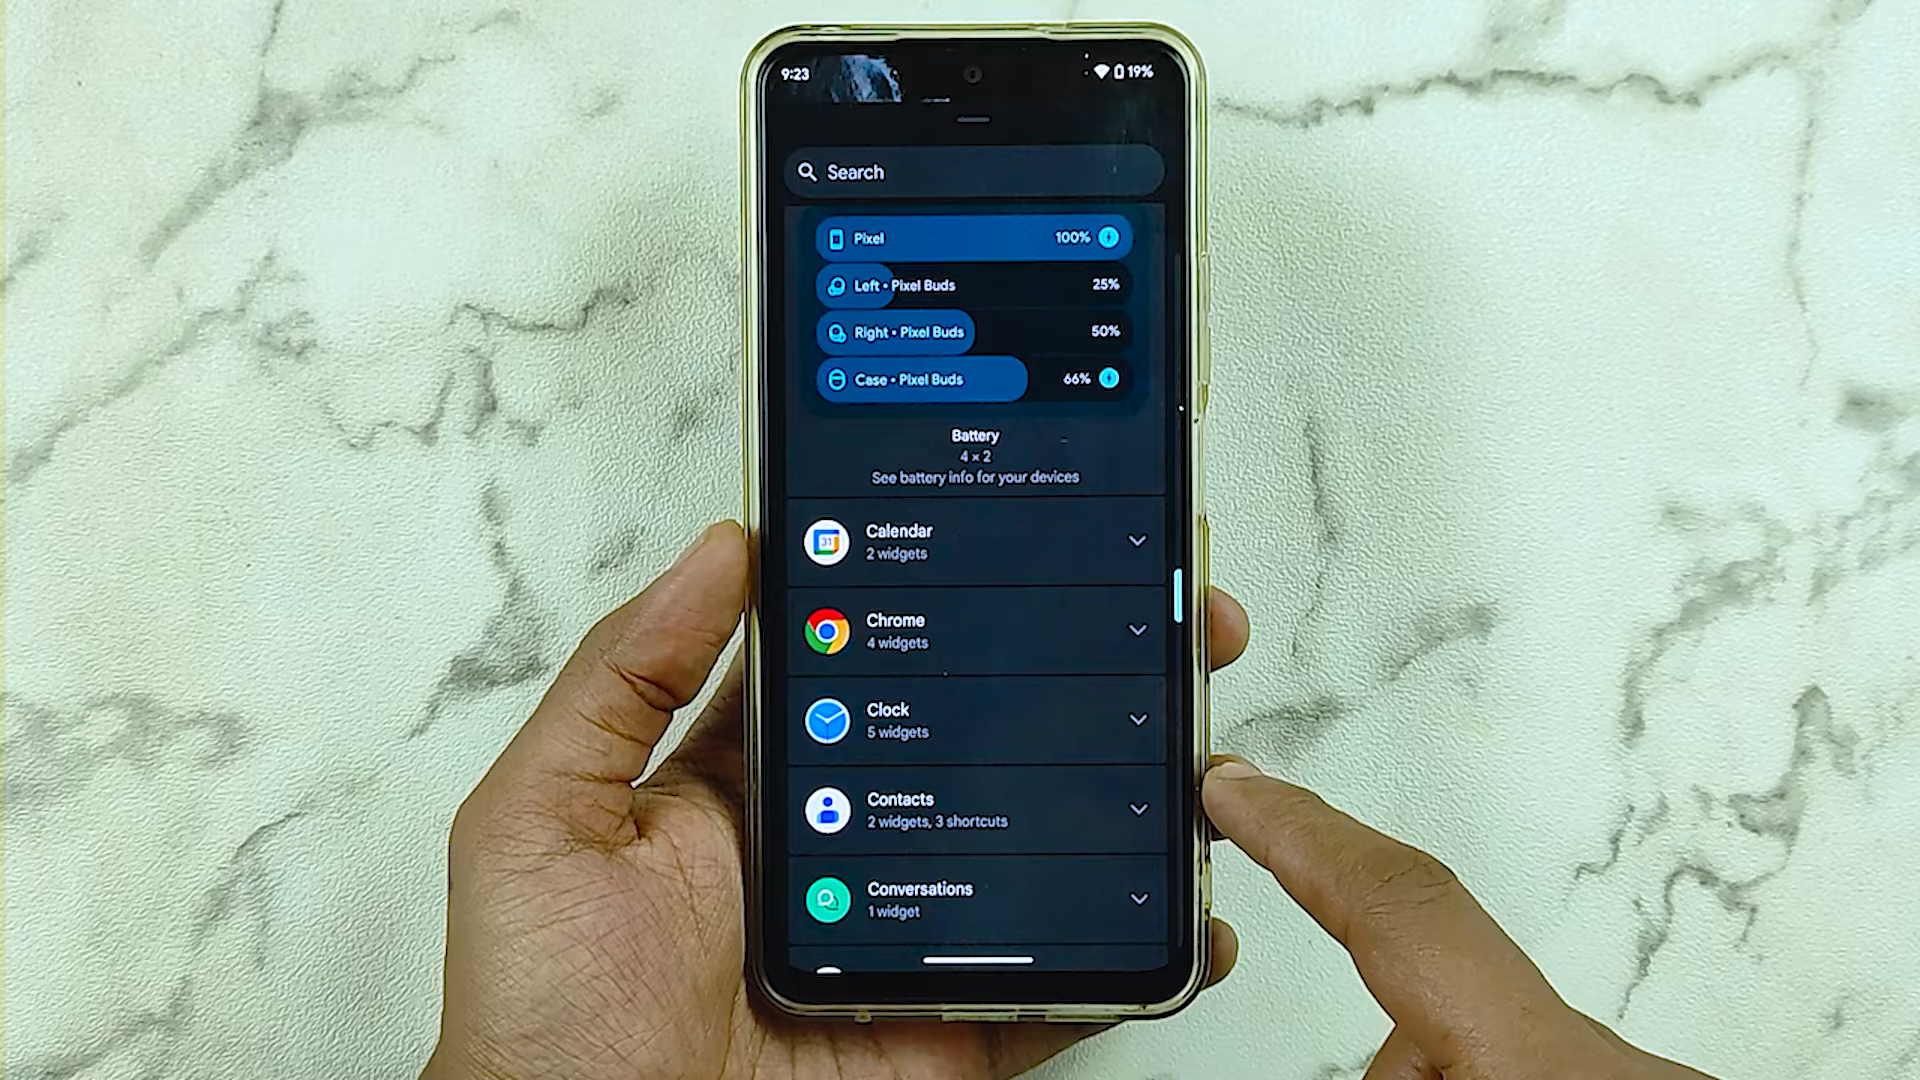 9:23
19%
Search
Pixel 100%
Left • Pixel Buds 25%
Right • Pixel Buds 50%
Case • Pixel Buds 66%
Battery
4 × 2
See battery info for your devices
31
Calendar
2 widgets
Chrome
4 widgets
Clock
5 widgets
Contacts
2 widgets, 3 shortcuts
Conversations
1 widget